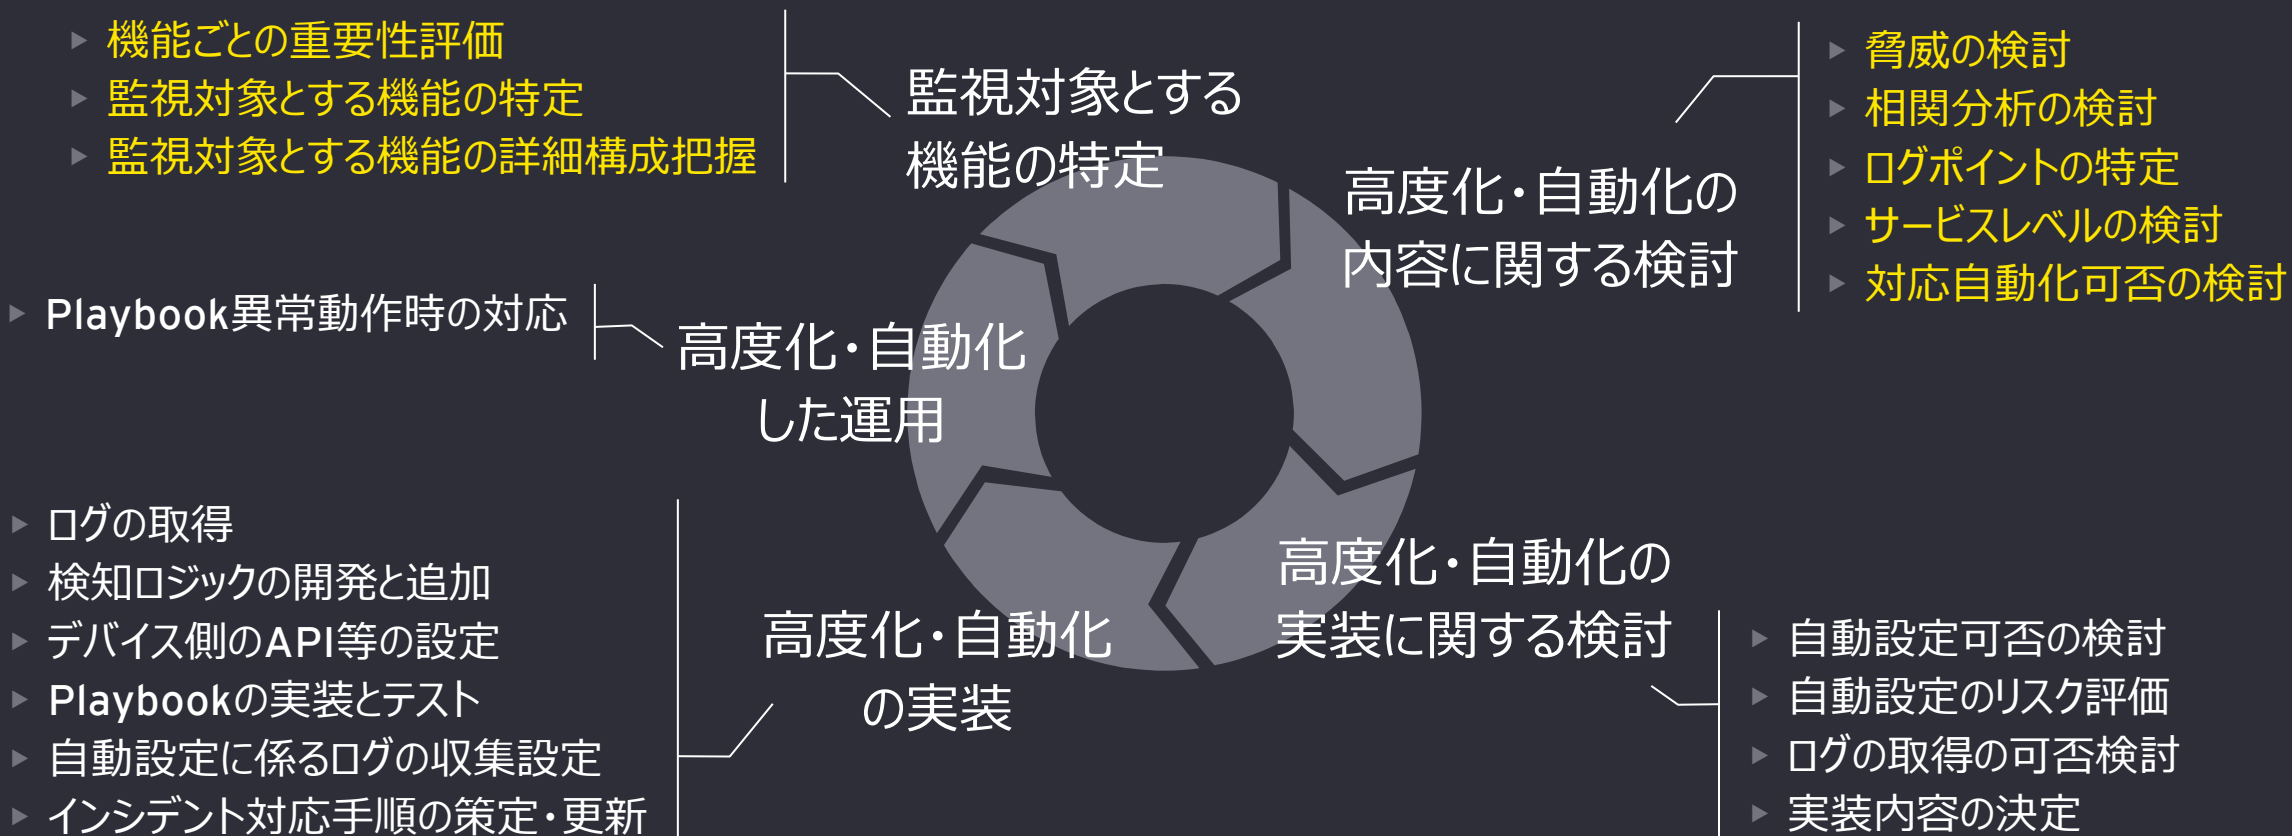 機能ごとの重要性評価
監視対象とする機能の特定
監視対象とする機能の詳細構成把握
監視対象とする
機能の特定
脅威の検討
相関分析の検討
ログポイントの特定
サービスレベルの検討
対応自動化可否の検討
高度化・自動化の
内容に関する検討
Playbook異常動作時の対応
高度化・自動化
した運用
ログの取得
検知ロジックの開発と追加
デバイス側のAPI等の設定
Playbookの実装とテスト
自動設定に係るログの収集設定
インシデント対応手順の策定・更新
高度化・自動化
の実装
高度化・自動化の
実装に関する検討
自動設定可否の検討
自動設定のリスク評価
ログの取得の可否検討
実装内容の決定